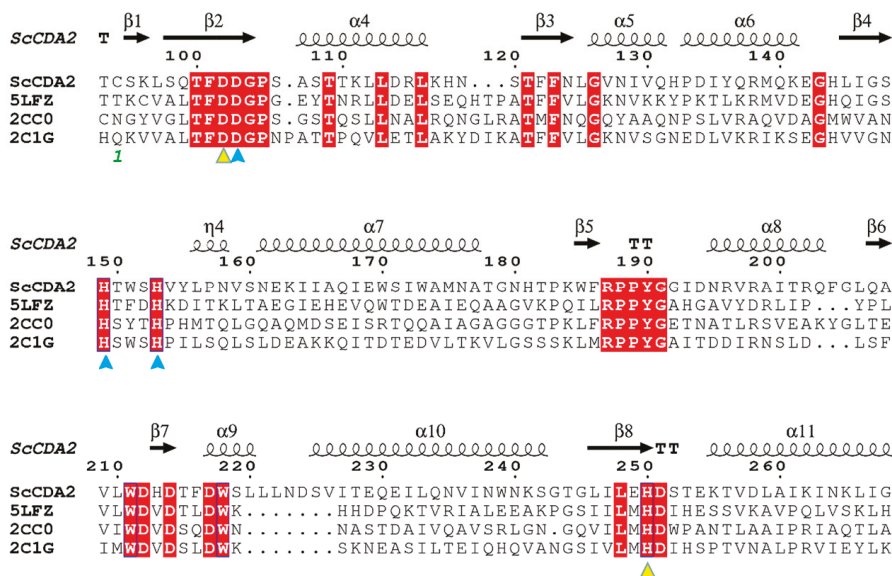 β1 β2 α4 β3 α5 α6 β4
ScCDA2 T
100 110 120 130 140
ScCDA2 TCSKLSQTFDDGPS.ASTTKLLDRLKHN...STFFNLGVNIVQHPDIYQRMQKEGHLIGS
5LFZ TTKCVALTFDDGPG.EYTNRLLDELSEQHTPATFFVLGKNVKKYPKTLKRMVDEGHQIGS
2CC0 CNGYVGLTFDDGPS.GSTQSLLNALRQNGLRATMFNQGQYAAQNPSLVRAQVDAGMWVAN
2C1G HQKVVALTFDDGPNPATTPQVLETLAKYDIKATFFVLGKNVSGNEDLVKRIKSEGHVVGN
1
η4 α7 β5 α8 β6
ScCDA2 TT
150 160 170 180 190 200
ScCDA2 HTWSHVYLPNVSNEKIIAQIEWSIWAMNATGNHTPKWFRPPYGGIDNRVRAITRQFGLQA
5LFZ HTFDHKDITKLTAEGIEHEVQWTDEAIEQAAGVKPQILRPPYGAHGAVYDRLIP...YPL
2CC0 HSYTHPHMTQLGQAQMDSEISRTQQAIAGAGGGTPKLFRPPYGETNATLRSVEAKYGLTE
2C1G HSWSHPILSQLSLDEAKKQITDTEDVLTKVLGSSSKLMRPPYGAITDDIRNSLD...LSF
β7 α9 α10 β8 α11
ScCDA2 TT
210 220 230 240 250 260
ScCDA2 VLWDHDTFDWSLLLNDSVITEQEILQNVINWNKSGTGLILEHDSTEKTVDLAIKINKLIG
5LFZ VLWDVDTLDWK.......HHDPQKTVRIALEEAKPGSIILMHDIHESSVKAVPQLVSKLH
2CC0 VIWDVDSQDWN.......NASTDAIVQAVSRLGN.GQVILMHDWPANTLAAIPRIAQTLA
2C1G IMWDVDSLDWK.......SKNEASILTEIQHQVANGSIVLMHDIHSPTVNALPRVIEYLK